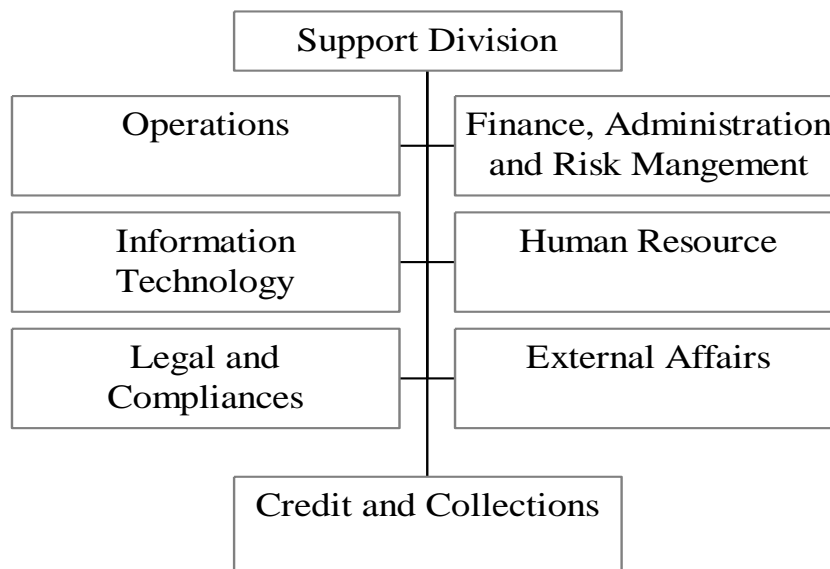 Support Division
Operations
Finance, Administration
and Risk Mangement
Information
Technology
Human Resource
Legal and
Compliances
External Affairs
Credit and Collections